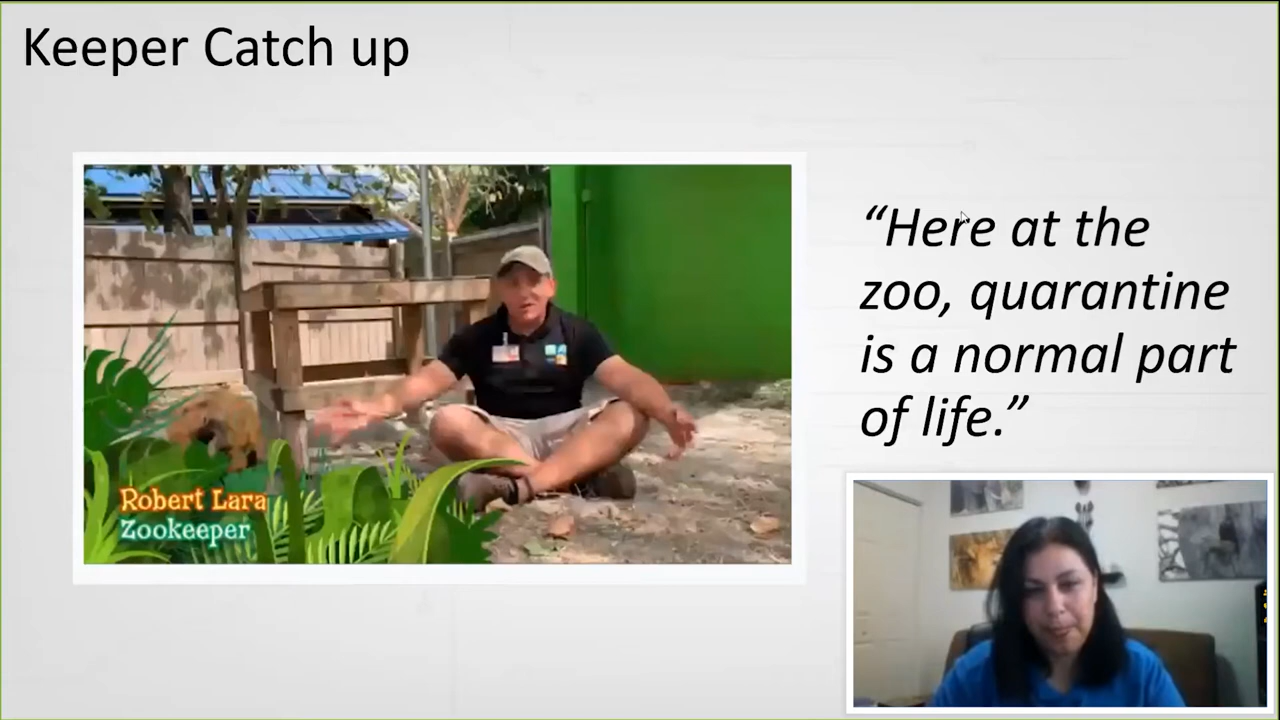 Keeper Catch up
“Here at the
zoo, quarantine
is a normal part
of life.”
Robert Lara
Zookeeper